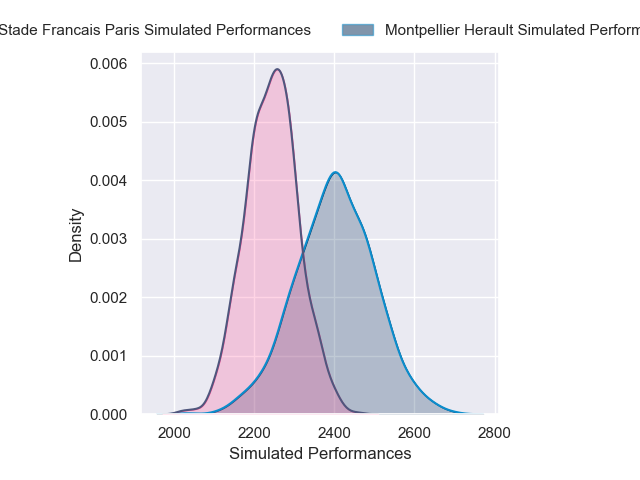 Stade Francais Paris Simulated Performances
Montpellier Herault Simulated
0.006
0.005
0.004
0.003
0.002
0.001
0.000
Density
2000 2200 2400 2600 2800
Simulated Performances